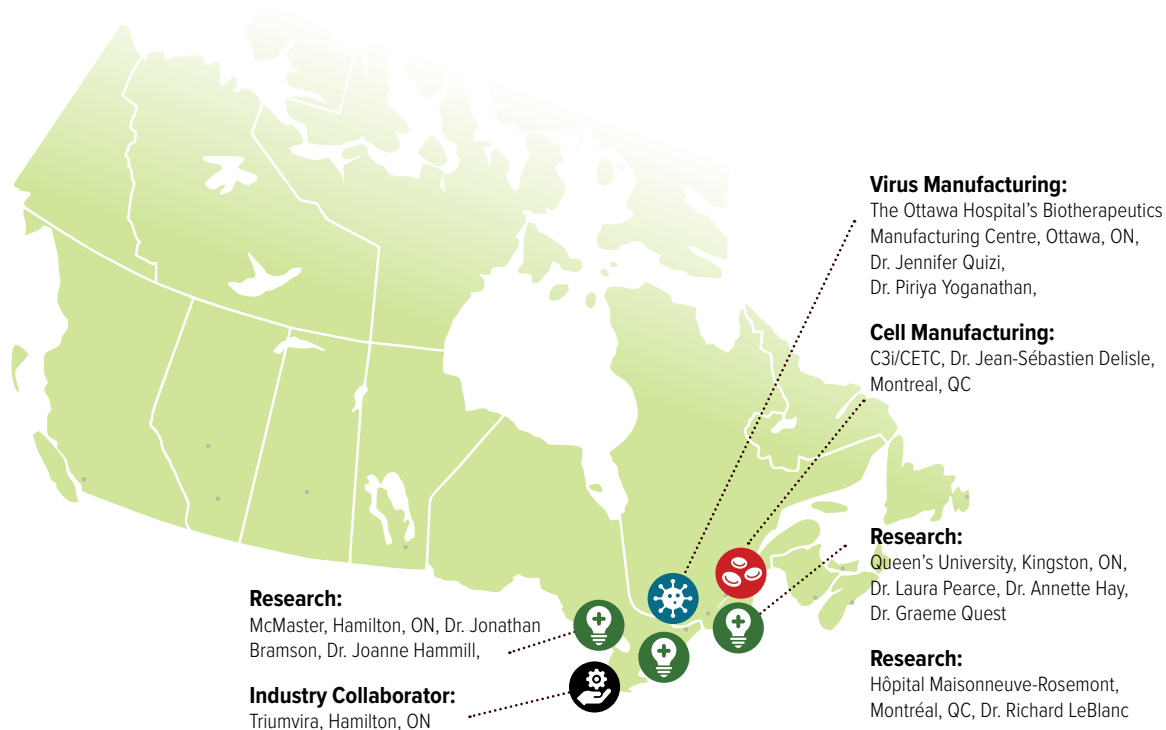 Virus Manufacturing:
The Ottawa Hospital's Biotherapeutics
Manufacturing Centre, Ottawa, ON,
Dr. Jennifer Quizi,
Dr. Piriya Yoganathan,
Cell Manufacturing:
C3i/CETC, Dr. Jean-Sébastien Delisle,
Montreal, QC
Research:
Queen's University, Kingston, ON,
Dr. Laura Pearce, Dr. Annette Hay,
Dr. Graeme Quest
Research:
Hôpital Maisonneuve-Rosemont,
Montréal, QC, Dr. Richard LeBlanc
Research:
McMaster, Hamilton, ON, Dr. Jonathan
Bramson, Dr. Joanne Hammill,
Industry Collaborator:
Triumvira, Hamilton, ON